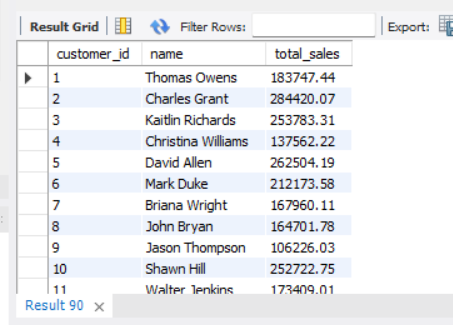 Result Grid Filter Rows: Export:
customer_id name total_sales
1 Thomas Owens 183747.44
2 Charles Grant 284420.07
3 Kaitlin Richards 253783.31
4 Christina Williams 137562.22
5 David Allen 262504.19
6 Mark Duke 212173.58
7 Briana Wright 167960.11
8 John Bryan 164701.78
9 Jason Thompson 106226.03
10 Shawn Hill 252722.75
11 Walter Jenkins 173409.01
Result 90